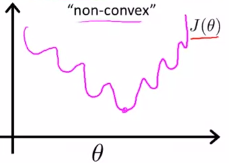 “non-convex”
J(θ)
θ